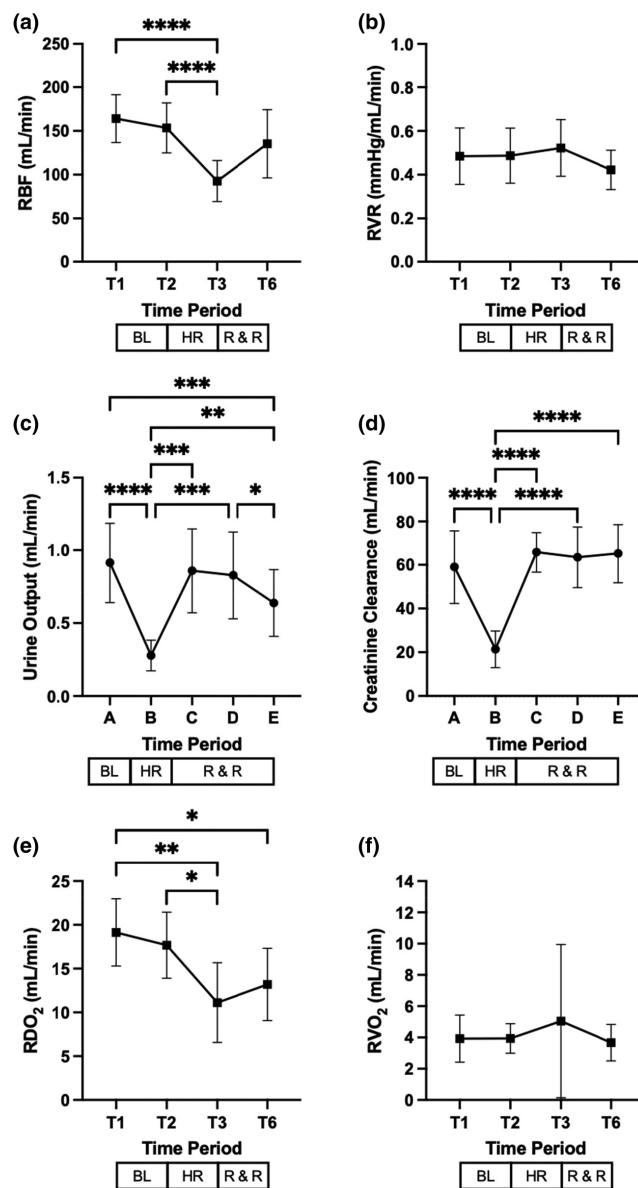 (a)
**** 
****
RBF (mL/min)
250
200
150
100
50
0
T1 T2 T3 T6
Time Period
BL HR R & R
(b)
RVR (mmHg/mL/min)
1.0
0.8
0.6
0.4
0.2
0.0
T1 T2 T3 T6
Time Period
BL HR R & R
(c)
***
**
***
**** *** *
Urine Output (mL/min)
1.5
1.0
0.5
0.0
A B C D E
Time Period
BL HR R & R
(d)
****
****
**** ****
Creatinine Clearance (mL/min)
100
80
60
40
20
0
A B C D E
Time Period
BL HR R & R
(e)
*
**
*
RDO₂ (mL/min)
25
20
15
10
5
0
T1 T2 T3 T6
Time Period
BL HR R & R
(f)
RVO₂ (mL/min)
14
12
10
8
6
4
2
0
T1 T2 T3 T6
Time Period
BL HR R & R